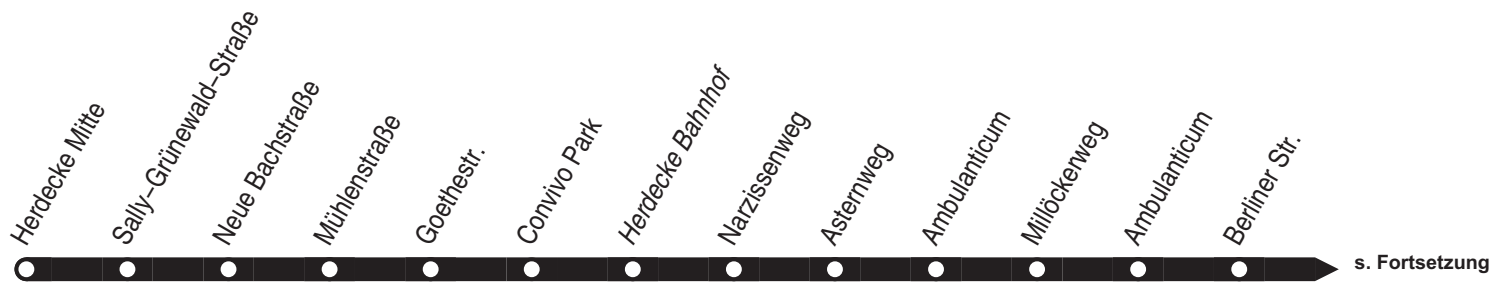 Herdecke Mitte
Sally–Grünewald–Straße
Neue Bachstraße
Mühlenstraße
Goethestr.
Convivo Park
Herdecke Bahnhof
Narzissenweg
Asternweg
Ambulanticum
Millöckerweg
Ambulanticum
Berliner Str.
s. Fortsetzung